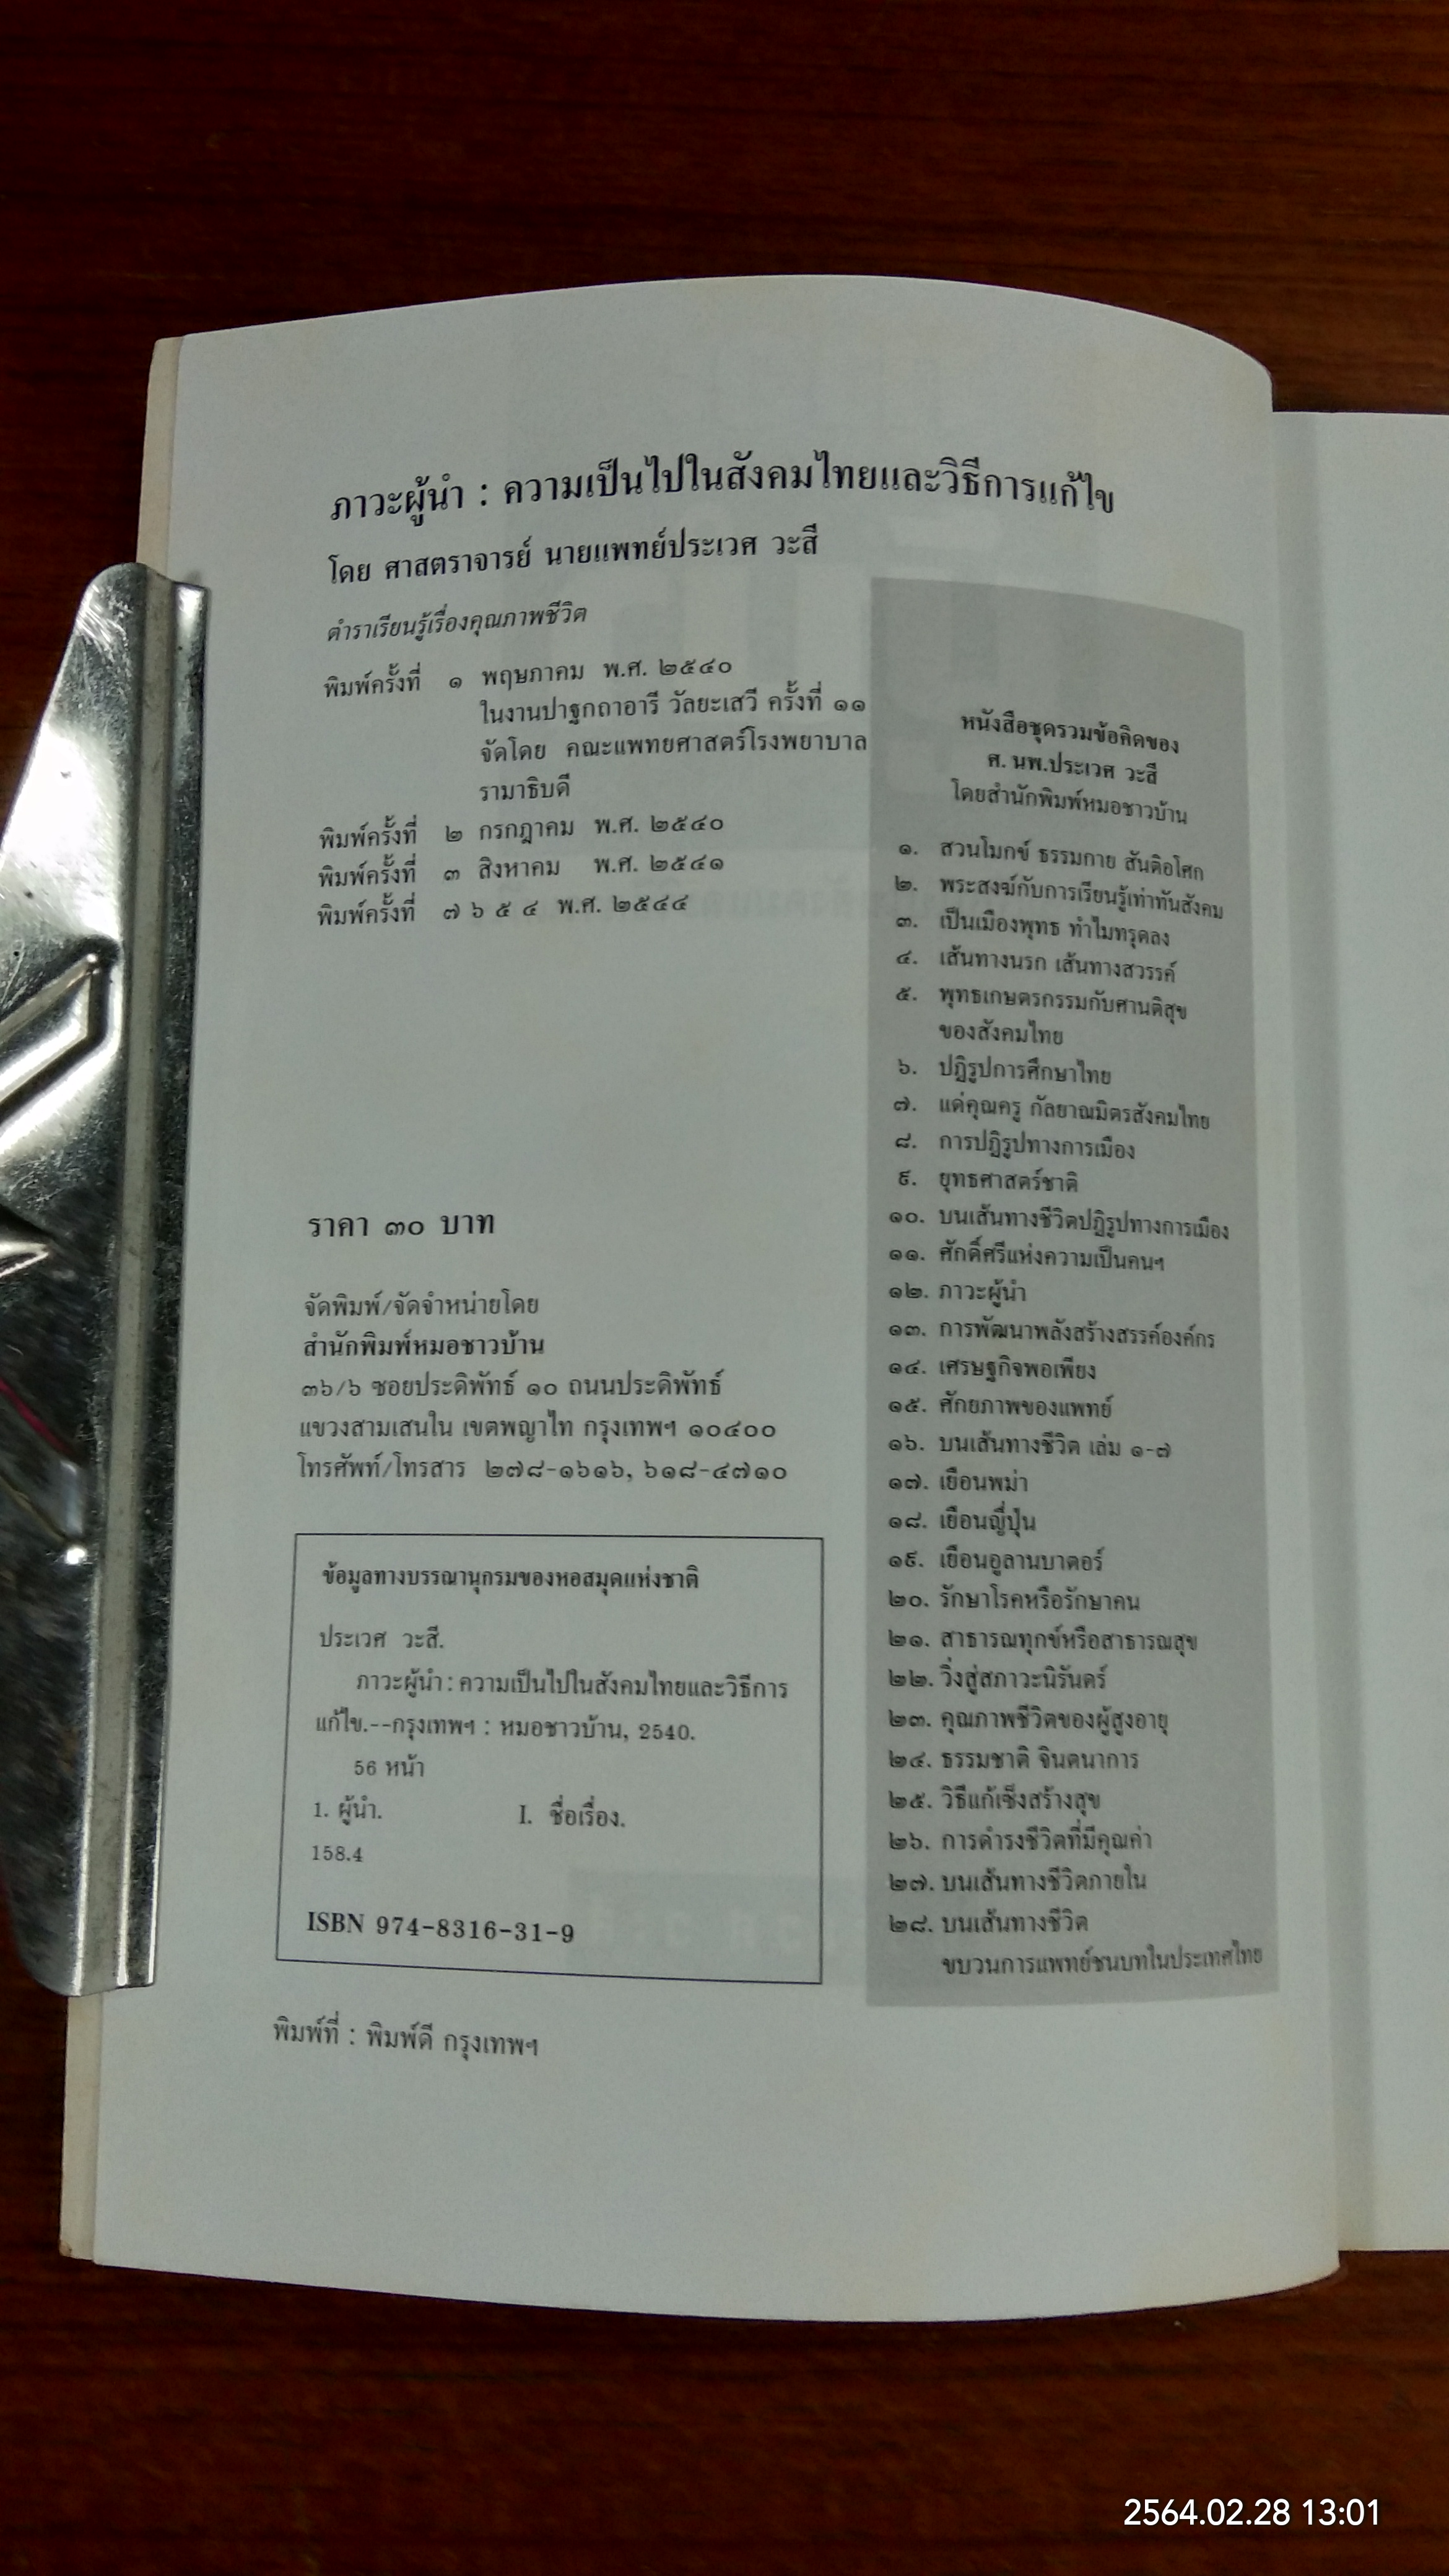 ภาวะผู้นำ : ความเป็นไปในสังคมไทยและวิธีการแก้ไข
โดย ศาสตราจารย์ นายแพทย์ประเวศ วะสี
ตำราเรียนรู้เรื่องคุณภาพชีวิต
พิมพ์ครั้งที่ ๑ พฤษภาคม พ.ศ. ๒๕๔๐
ในงานปาฐกถาอารี วัลยะเสวี ครั้งที่ ๑๑
จัดโดย คณะแพทยศาสตร์โรงพยาบาล
รามาธิบดี
พิมพ์ครั้งที่ ๒ กรกฎาคม พ.ศ. ๒๕๔๐
พิมพ์ครั้งที่ ๓ สิงหาคม พ.ศ. ๒๕๔๑
พิมพ์ครั้งที่ ๗ ๖ ๕ ๔ พ.ศ. ๒๕๔๔
ราคา ๓๐ บาท
จัดพิมพ์/จัดจำหน่ายโดย
สำนักพิมพ์หมอชาวบ้าน
๓๖/๖ ซอยประดิพัทธ์ ๑๐ ถนนประดิพัทธ์
แขวงสามเสนใน เขตพญาไท กรุงเทพฯ ๑๐๔๐๐
โทรศัพท์/โทรสาร ๒๗๘-๑๖๑๖, ๖๑๘-๔๗๑๐
ข้อมูลทางบรรณานุกรมของหอสมุดแห่งชาติ
ประเวศ วะสี.
ภาวะผู้นำ : ความเป็นไปในสังคมไทยและวิธีการ
แก้ไข.--กรุงเทพฯ : หมอชาวบ้าน, 2540.
56 หน้า
1. ผู้นำ. I. ชื่อเรื่อง.
158.4
ISBN 974-8316-31-9
พิมพ์ที่ : พิมพ์ดี กรุงเทพฯ
หนังสือชุดรวมข้อคิดของ
ศ. นพ.ประเวศ วะสี
โดยสำนักพิมพ์หมอชาวบ้าน
๑. สวนโมกข์ ธรรมกาย สันติอโศก
๒. พระสงฆ์กับการเรียนรู้เท่าทันสังคม
๓. เป็นเมืองพุทธ ทำไมทรุดลง
๔. เส้นทางนรก เส้นทางสวรรค์
๕. พุทธเกษตรกรรมกับศานติสุข
ของสังคมไทย
๖. ปฏิรูปการศึกษาไทย
๗. แด่คุณครู กัลยาณมิตรสังคมไทย
๘. การปฏิรูปทางการเมือง
๙. ยุทธศาสตร์ชาติ
๑๐. บนเส้นทางชีวิตปฏิรูปทางการเมือง
๑๑. ศักดิ์ศรีแห่งความเป็นคนฯ
๑๒. ภาวะผู้นำ
๑๓. การพัฒนาพลังสร้างสรรค์องค์กร
๑๔. เศรษฐกิจพอเพียง
๑๕. ศักยภาพของแพทย์
๑๖. บนเส้นทางชีวิต เล่ม ๑-๗
๑๗. เยือนพม่า
๑๘. เยือนญี่ปุ่น
๑๙. เยือนอูลานบาตอร์
๒๐. รักษาโรคหรือรักษาคน
๒๑. สาธารณทุกข์หรือสาธารณสุข
๒๒. วิ่งสู่สภาวะนิรันดร์
๒๓. คุณภาพชีวิตของผู้สูงอายุ
๒๔. ธรรมชาติ จินตนาการ
๒๕. วิธีแก้เซ็งสร้างสุข
๒๖. การดำรงชีวิตที่มีคุณค่า
๒๗. บนเส้นทางชีวิตภายใน
๒๘. บนเส้นทางชีวิต
ขบวนการแพทย์ชนบทในประเทศไทย
2564.02.28 13:01